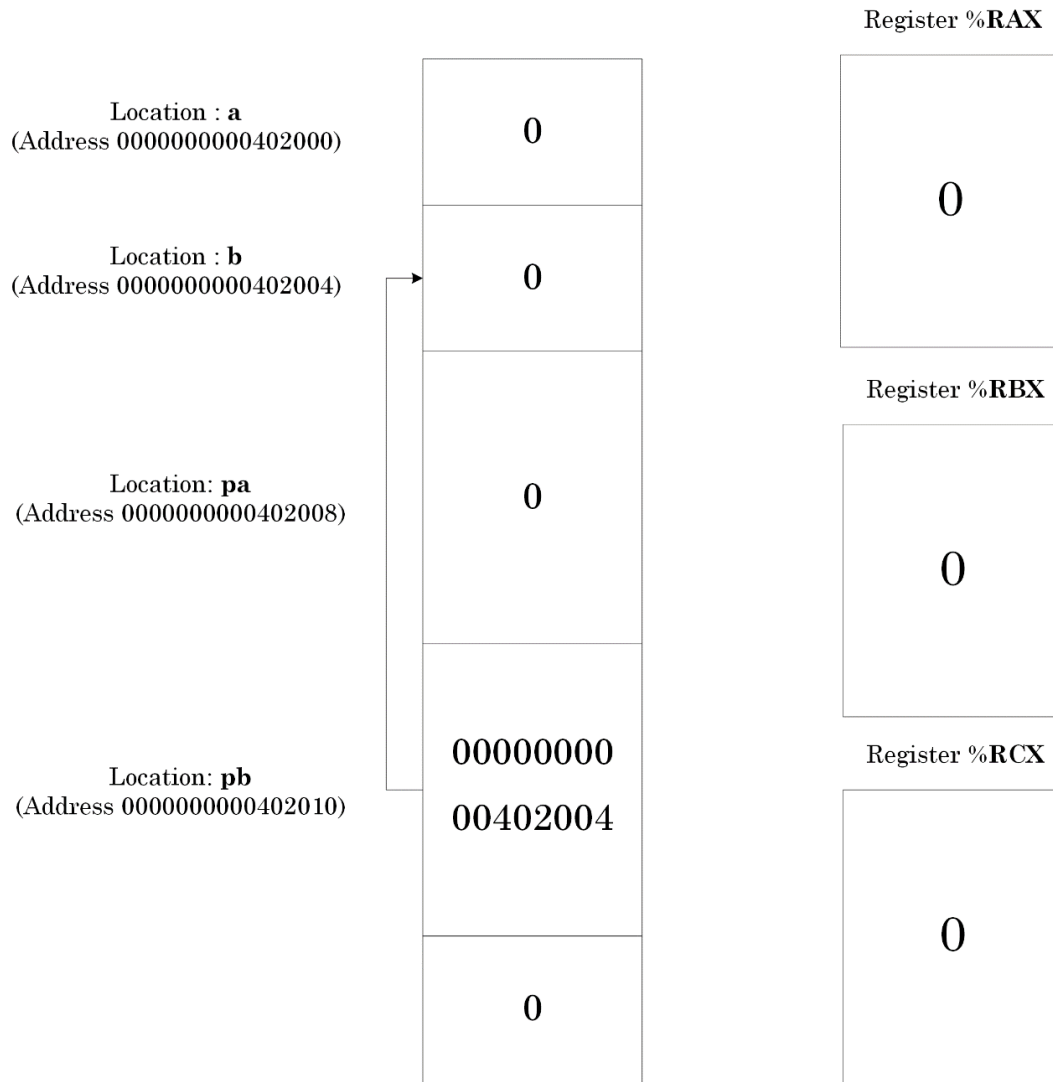 Register %RAX
Location : a
(Address 0000000000402000)
0
0
Location : b
(Address 0000000000402004)
0
Register %RBX
Location: pa
(Address 0000000000402008)
0
0
Register %RCX
Location: pb
(Address 0000000000402010)
00000000
00402004
0
0